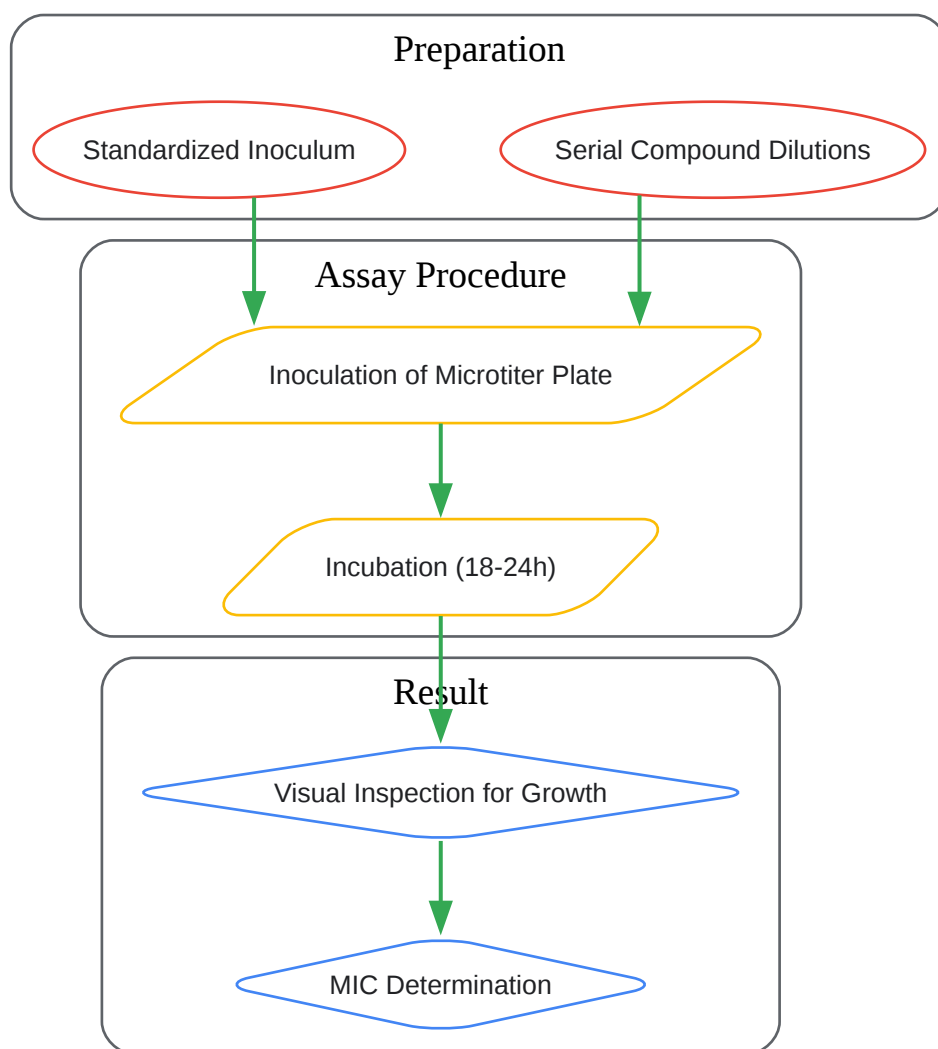 Preparation
Standardized Inoculum
Serial Compound Dilutions
Assay Procedure
Inoculation of Microtiter Plate
Incubation (18-24h)
Result
Visual Inspection for Growth
MIC Determination